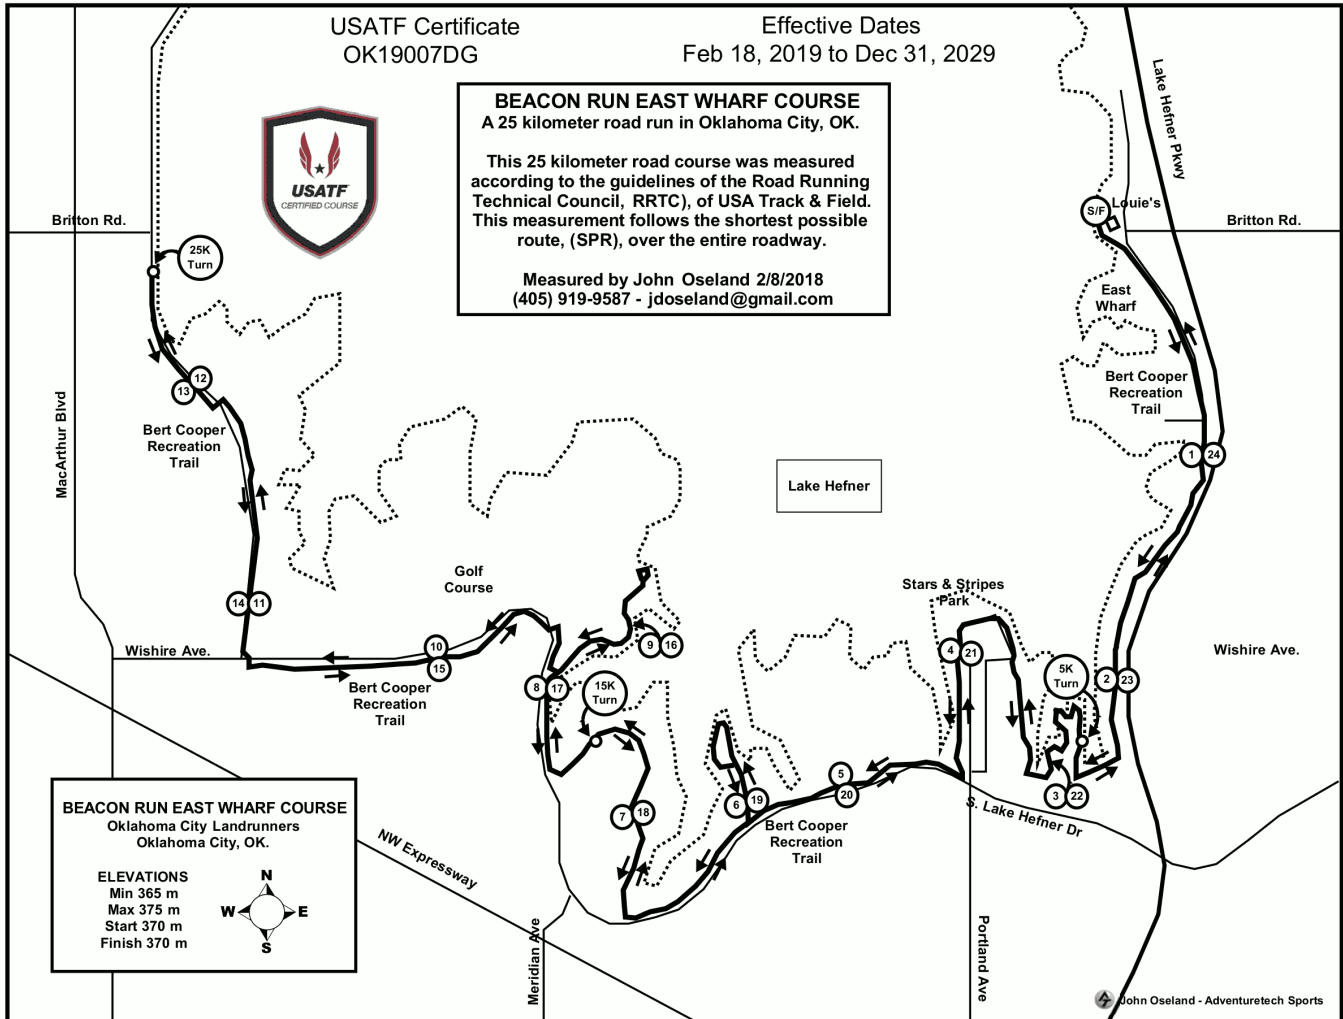 USATF Certificate
OK19007DG
Effective Dates
Feb 18, 2019 to Dec 31, 2029
BEACON RUN EAST WHARF COURSE
A 25 kilometer road run in Oklahoma City, OK.
This 25 kilometer road course was measured
according to the guidelines of the Road Running
Technical Council, RRTC), of USA Track & Field.
This measurement follows the shortest possible
route, (SPR), over the entire roadway.
Measured by John Oseland 2/8/2018
(405) 919-9587 - jdoseland@gmail.com
USATF
CERTIFIED COURSE
Lake Hefner Pkwy
S/F
Louie's
Britton Rd.
Britton Rd.
25K
Turn
East
Wharf
12
13
Bert Cooper
Recreation
Trail
MacArthur Blvd
Bert Cooper
Recreation
Trail
1
24
Lake Hefner
Golf
Course
Stars & Stripes
Park
14
11
Wishire Ave.
10
15
Bert Cooper
Recreation
Trail
9
16
8
17
15K
Turn
4
21
5K
Turn
2
23
Wishire Ave.
7
18
6
19
5
20
3
22
Bert Cooper
Recreation
Trail
S. Lake Hefner Dr
NW Expressway
Meridian Ave
Portland Ave
BEACON RUN EAST WHARF COURSE
Oklahoma City Landrunners
Oklahoma City, OK.
ELEVATIONS
Min 365 m
Max 375 m
Start 370 m
Finish 370 m
N
W
E
S
John Oseland - Adventuretech Sports